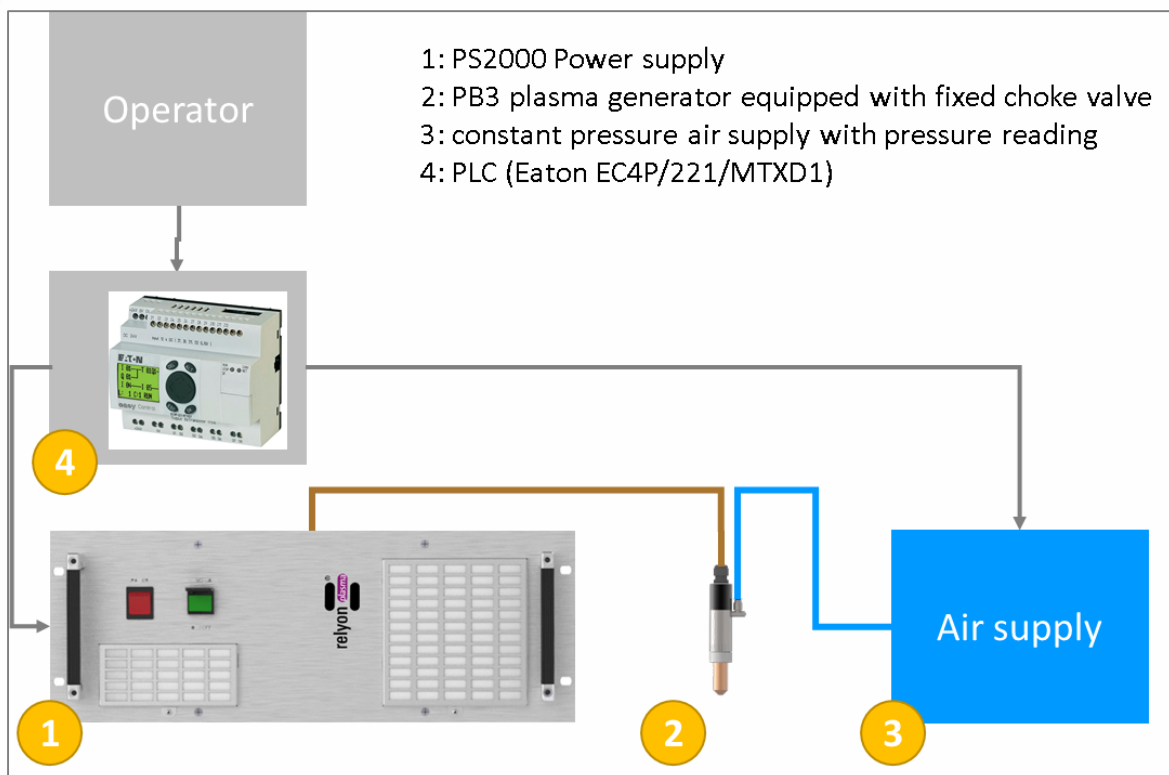 Operator
1: PS2000 Power supply
2: PB3 plasma generator equipped with fixed choke valve
3: constant pressure air supply with pressure reading
4: PLC (Eaton EC4P/221/MTXD1)
4
relyon plasma
1
2
3
Air supply